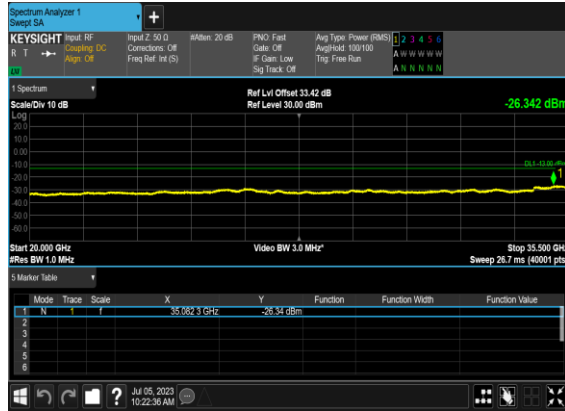 Spectrum Analyzer 1
Swept SA
+
KEYSIGHT Input: RF Input Z: 50 Ω #Atten: 20 dB PNO: Fast Avg Type: Power (RMS) 1 2 3 4 5 6
R T Coupling: DC Corrections: Off Gate: Off Avg|Hold: 100/100 A W W W W W
Align: Off Freq Ref: Int (S) IF Gain: Low Trig: Free Run
Sig Track: Off A N N N N N
1 Spectrum
Ref Lvl Offset 33.42 dB
Scale/Div 10 dB Ref Level 30.00 dBm -26.342 dBm
Log
20.0
10.0
0.00
-10.0
DL1 -13.00 dBm
-20.0
1
-30.0
-40.0
-50.0
-60.0
Start 20.000 GHz Video BW 3.0 MHz* Stop 35.500 GHz
#Res BW 1.0 MHz Sweep 26.7 ms (40001 pts)
5 Marker Table
Mode Trace Scale X Y Function Function Width Function Value
1 N 1 f 35.082 3 GHz -26.34 dBm
2
3
4
5
6
? Jul 05, 2023
10:22:36 AM